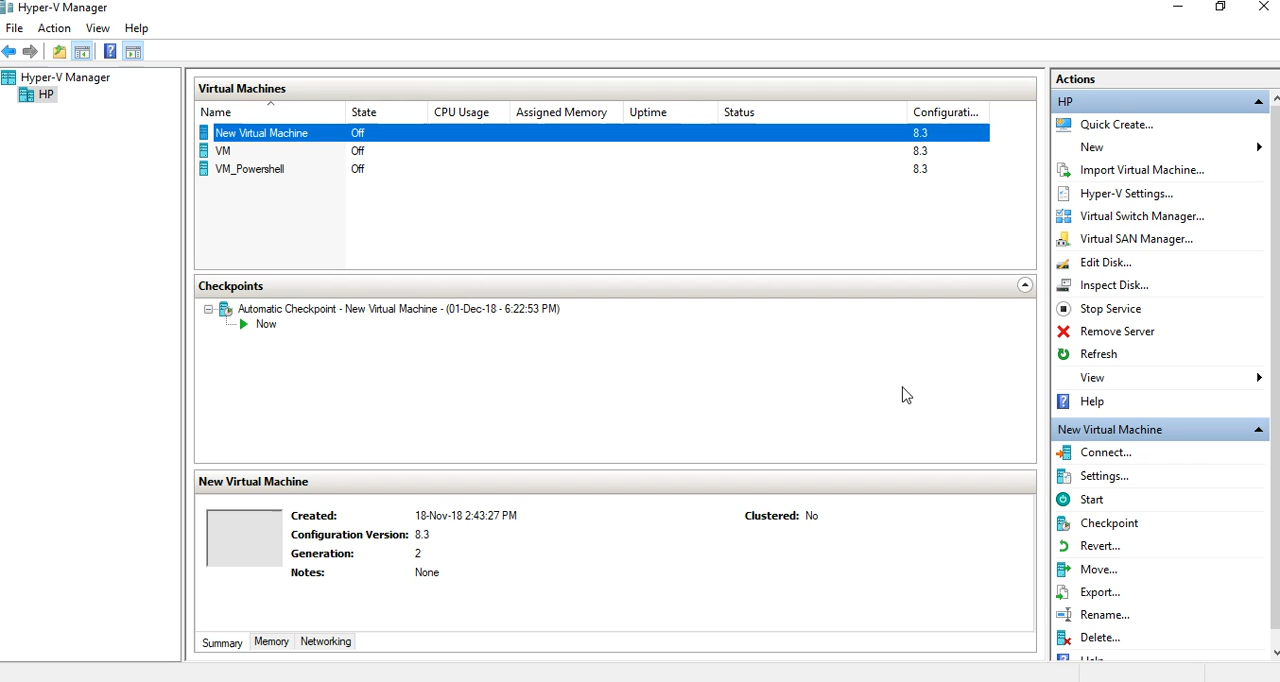 Hyper-V Manager
File Action View Help
Hyper-V Manager
HP
Virtual Machines
Name State CPU Usage Assigned Memory Uptime Status Configurati...
New Virtual Machine Off 8.3
VM Off 8.3
VM_Powershell Off 8.3
Checkpoints
Automatic Checkpoint - New Virtual Machine - (01-Dec-18 - 6:22:53 PM)
Now
New Virtual Machine
Created: 18-Nov-18 2:43:27 PM Clustered: No
Configuration Version: 8.3
Generation: 2
Notes: None
Summary Memory Networking
Actions
HP
Quick Create...
New
Import Virtual Machine...
Hyper-V Settings...
Virtual Switch Manager...
Virtual SAN Manager...
Edit Disk...
Inspect Disk...
Stop Service
Remove Server
Refresh
View
Help
New Virtual Machine
Connect...
Settings...
Start
Checkpoint
Revert...
Move...
Export...
Rename...
Delete...